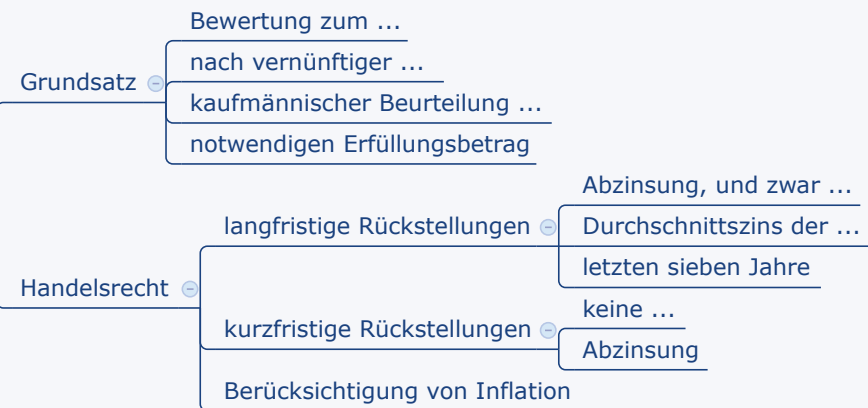 Bewertung zum ...
nach vernünftiger ...
Grundsatz
kaufmännischer Beurteilung ...
notwendigen Erfüllungsbetrag
Abzinsung, und zwar ...
langfristige Rückstellungen
Durchschnittszins der ...
letzten sieben Jahre
Handelsrecht
keine ...
kurzfristige Rückstellungen
Abzinsung
Berücksichtigung von Inflation